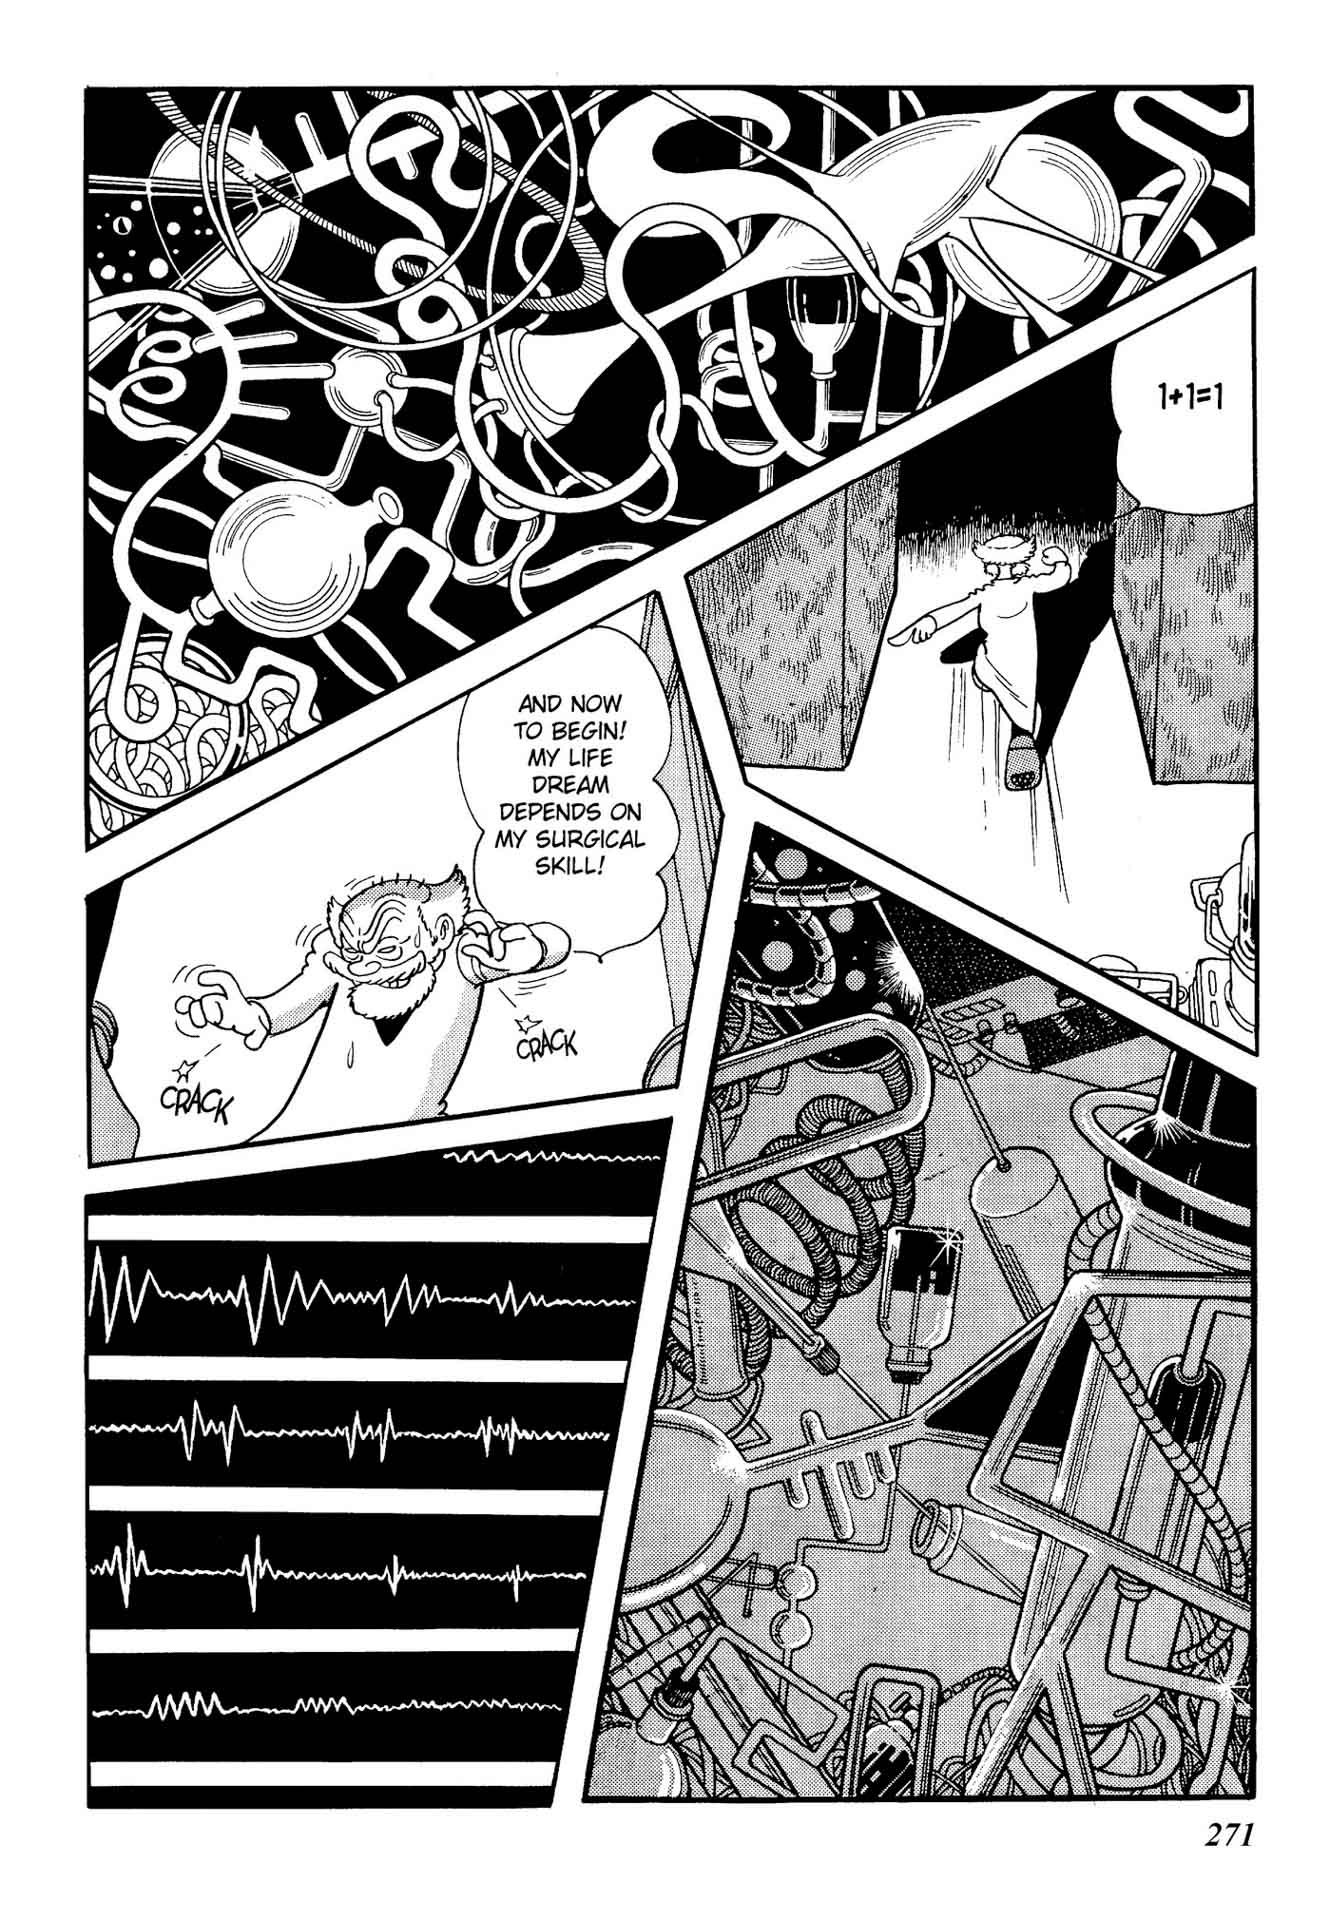 1+1=1
AND NOW
TO BEGIN!
MY LIFE
DREAM
DEPENDS ON
MY SURGICAL
SKILL!
CRACK
CRACK
271